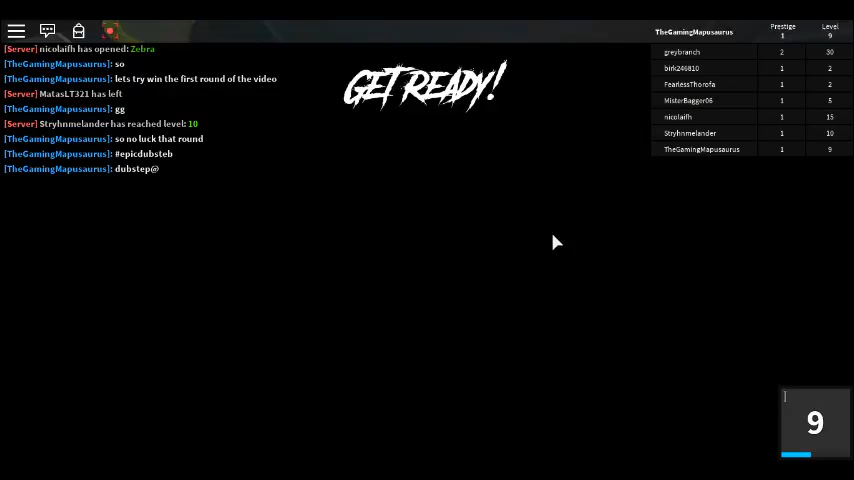 TheGamingMapusaurus Prestige 1 Level 9
[Server] nicolaifh has opened: Zebra
[TheGamingMapusaurus]: so
[TheGamingMapusaurus]: lets try win the first round of the video
[Server] MatasLT321 has left
[TheGamingMapusaurus]: gg
[Server] Stryhnmelander has reached level: 10
[TheGamingMapusaurus]: so no luck that round
[TheGamingMapusaurus]: #epicdubsteb
[TheGamingMapusaurus]: dubstep@
GET READY!
greybranch 2 30
birk246810 1 2
FearlessThorofa 1 2
MisterBagger06 1 5
nicolaifh 1 15
Stryhnmelander 1 10
TheGamingMapusaurus 1 9
9